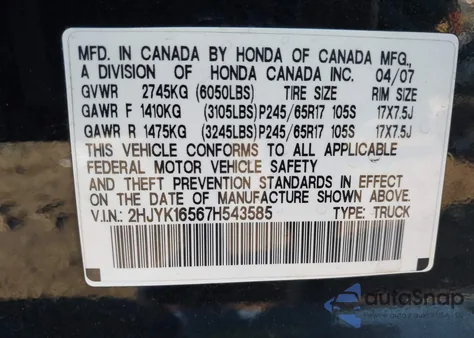 MFD. IN CANADA BY HONDA OF CANADA MFG.,
A DIVISION OF HONDA CANADA INC. 04/07
GVWR 2745KG (6050LBS) TIRE SIZE RIM SIZE
GAWR F 1410KG (3105LBS) P245/65R17 105S 17X7.5J
GAWR R 1475KG (3245LBS) P245/65R17 105S 17X7.5J
THIS VEHICLE CONFORMS TO ALL APPLICABLE
FEDERAL MOTOR VEHICLE SAFETY
AND THEFT PREVENTION STANDARDS IN EFFECT
ON THE DATE OF MANUFACTURE SHOWN ABOVE.
V.I.N.: 2HJYK16567H543585 TYPE: TRUCK
autoSnap